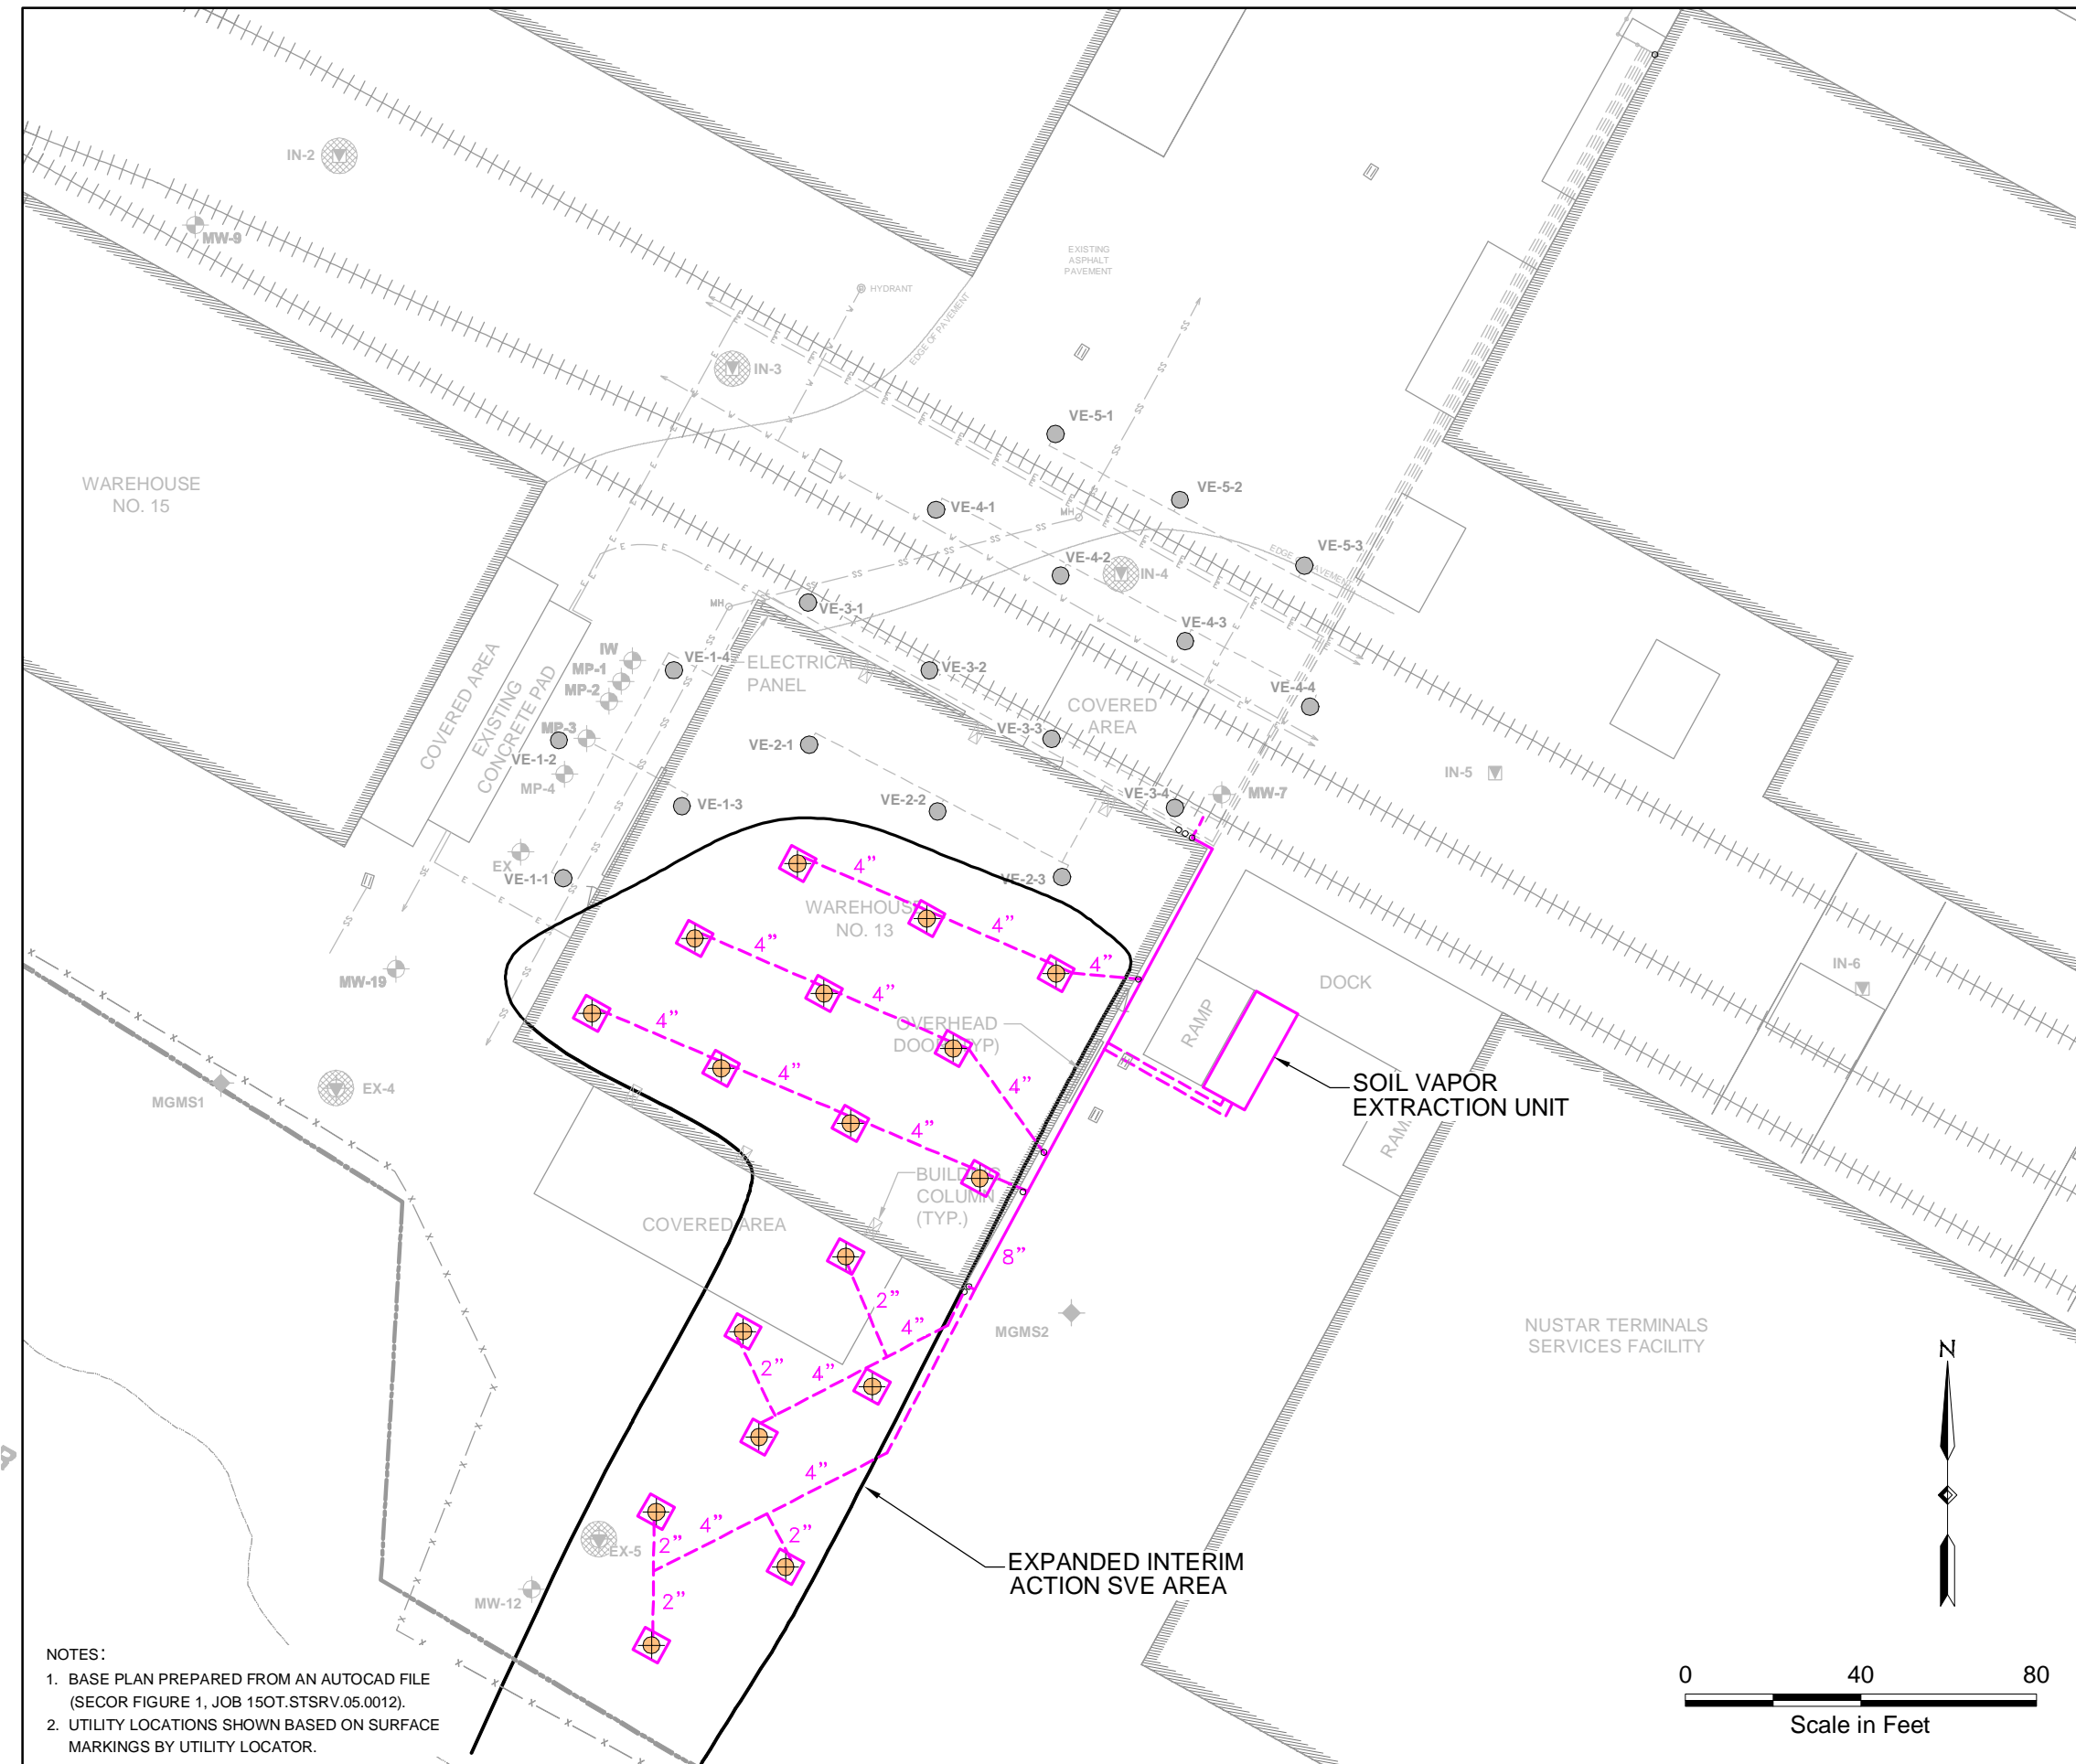 IN-2
MW-9
EXISTING
ASPHALT
PAVEMENT
HYDRANT
EDGE OF PAVEMENT
IN-3
WAREHOUSE
NO. 15
VE-5-1
VE-5-2
VE-5-3
VE-4-1
VE-4-2
VE-4-3
VE-4-4
MH
IN-4
MH
VE-3-1
VE-3-2
VE-3-3
VE-3-4
IW
MP-1
MP-2
MP-3
MP-4
VE-1-4
VE-1-2
VE-1-3
VE-1-1
EX
ELECTRICAL
PANEL
COVERED AREA
EXISTING
CONCRETE PAD
COVERED
AREA
VE-2-1
VE-2-2
VE-2-3
MW-7
IN-5
IN-6
WAREHOUSE
NO. 13
4"
4"
4"
4"
4"
4"
4"
4"
4"
MW-19
MGMS1
EX-4
OVERHEAD
DOOR (TYP)
DOCK
RAMP
RAMP
SOIL VAPOR
EXTRACTION UNIT
BUILDING
COLUMN
(TYP.)
COVERED AREA
8"
2"
4"
2"
4"
MGMS2
NUSTAR TERMINALS
SERVICES FACILITY
N
4"
4"
2"
2"
2"
EX-5
MW-12
EXPANDED INTERIM
ACTION SVE AREA
NOTES:
1. BASE PLAN PREPARED FROM AN AUTOCAD FILE
(SECOR FIGURE 1, JOB 15OT.STSRV.05.0012).
2. UTILITY LOCATIONS SHOWN BASED ON SURFACE
MARKINGS BY UTILITY LOCATOR.
0 40 80
Scale in Feet